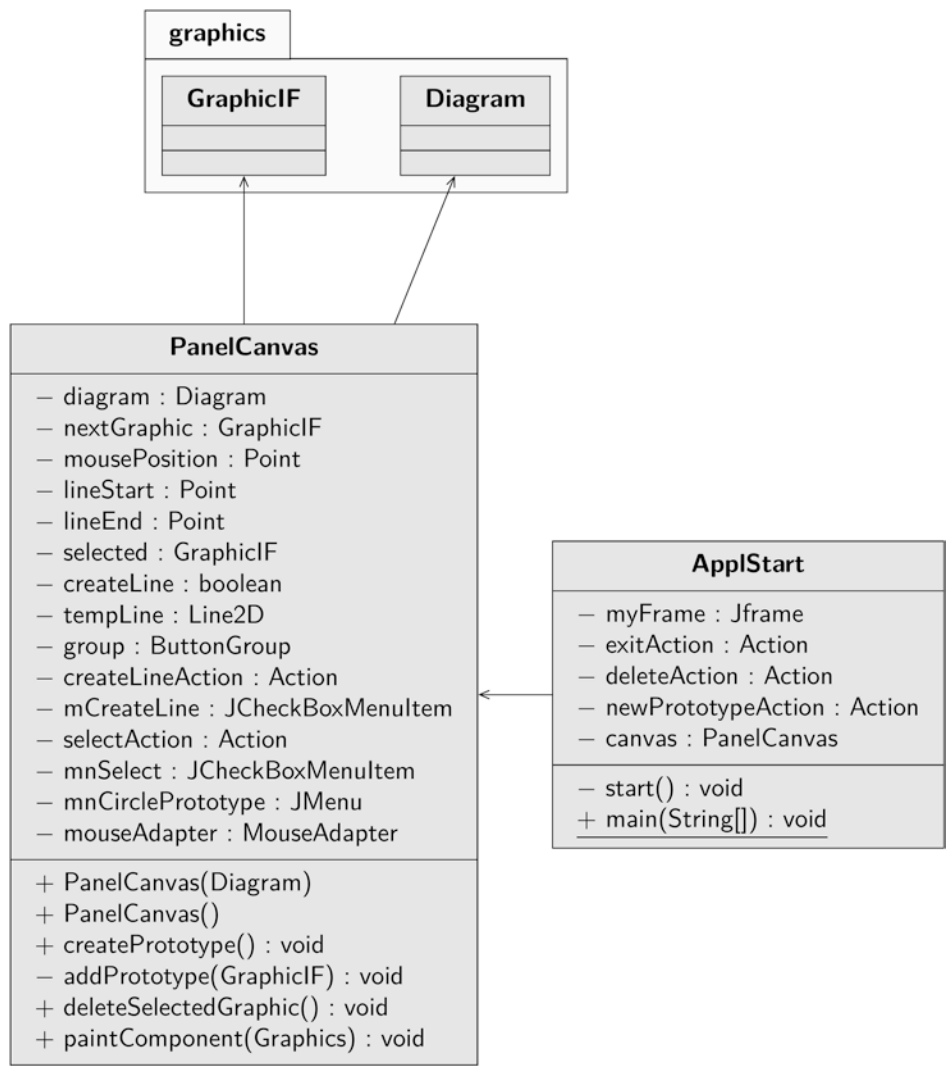 graphics
GraphicIF
Diagram
PanelCanvas
− diagram : Diagram
− nextGraphic : GraphicIF
− mousePosition : Point
− lineStart : Point
− lineEnd : Point
− selected : GraphicIF
− createLine : boolean
− tempLine : Line2D
− group : ButtonGroup
− createLineAction : Action
− mCreateLine : JCheckBoxMenuItem
− selectAction : Action
− mnSelect : JCheckBoxMenuItem
− mnCirclePrototype : JMenu
− mouseAdapter : MouseAdapter
+ PanelCanvas(Diagram)
+ PanelCanvas()
+ createPrototype() : void
− addPrototype(GraphicIF) : void
+ deleteSelectedGraphic() : void
+ paintComponent(Graphics) : void
ApplStart
− myFrame : Jframe
− exitAction : Action
− deleteAction : Action
− newPrototypeAction : Action
− canvas : PanelCanvas
− start() : void
+ main(String[]) : void